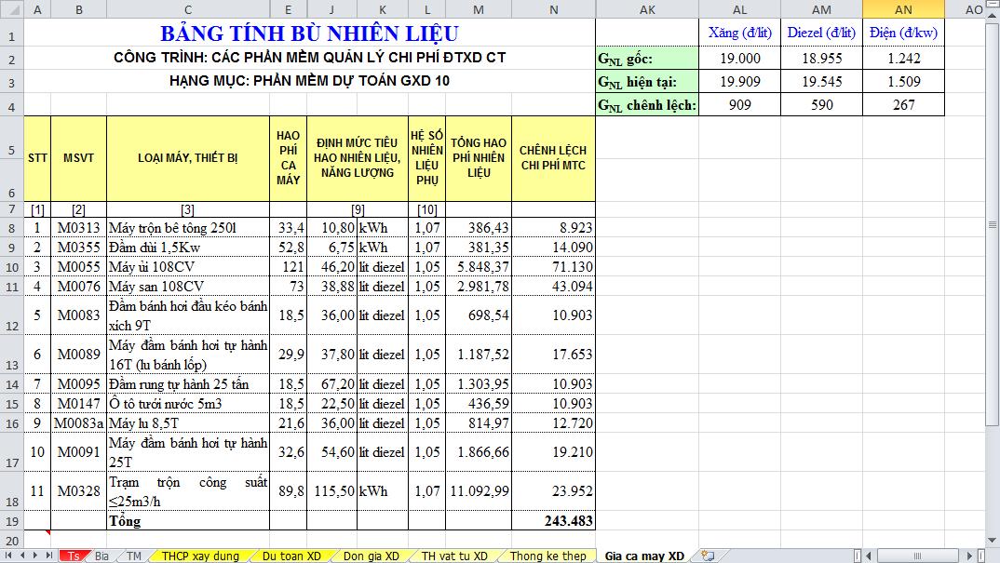 A B C E J K L M N AK AL AM AN AO
1 BẢNG TÍNH BÙ NHIÊN LIỆU Xăng (đ/lít) Diezel (đ/lít) Điện (đ/kw)
2 CÔNG TRÌNH: CÁC PHẦN MỀM QUẢN LÝ CHI PHÍ ĐTXD CT GNL gốc: 19.000 18.955 1.242
3 HẠNG MỤC: PHẦN MỀM DỰ TOÁN GXD 10 GNL hiện tại: 19.909 19.545 1.509
4 GNL chênh lệch: 909 590 267
5
6
STT MSVT LOẠI MÁY, THIẾT BỊ HAO PHÍ CA MÁY ĐỊNH MỨC TIÊU HAO NHIÊN LIỆU, NĂNG LƯỢNG HỆ SỐ NHIÊN LIỆU PHỤ TỔNG HAO PHÍ NHIÊN LIỆU CHÊNH LỆCH CHI PHÍ MTC
7 [1] [2] [3] [9] [10]
8 1 M0313 Máy trộn bê tông 250l 33,4 10,80 kWh 1,07 386,43 8.923
9 2 M0355 Đầm dùi 1,5Kw 52,8 6,75 kWh 1,07 381,35 14.090
10 3 M0055 Máy ủi 108CV 121 46,20 lít diezel 1,05 5.848,37 71.130
11 4 M0076 Máy san 108CV 73 38,88 lít diezel 1,05 2.981,78 43.094
12 5 M0083 Đầm bánh hơi đầu kéo bánh xích 9T 18,5 36,00 lít diezel 1,05 698,54 10.903
13 6 M0089 Máy đầm bánh hơi tự hành 16T (lu bánh lốp) 29,9 37,80 lít diezel 1,05 1.187,52 17.653
14 7 M0095 Đầm rung tự hành 25 tấn 18,5 67,20 lít diezel 1,05 1.303,95 10.903
15 8 M0147 Ô tô tưới nước 5m3 18,5 22,50 lít diezel 1,05 436,59 10.903
16 9 M0083a Máy lu 8,5T 21,6 36,00 lít diezel 1,05 814,97 12.720
17 10 M0091 Máy đầm bánh hơi tự hành 25T 32,6 54,60 lít diezel 1,05 1.866,66 19.210
18 11 M0328 Trạm trộn công suất ≤25m3/h 89,8 115,50 kWh 1,07 11.092,99 23.952
19 Tổng 243.483
20
Ts Bia TM THCP xay dung Du toan XD Don gia XD TH vat tu XD Thong ke thep Gia ca may XD